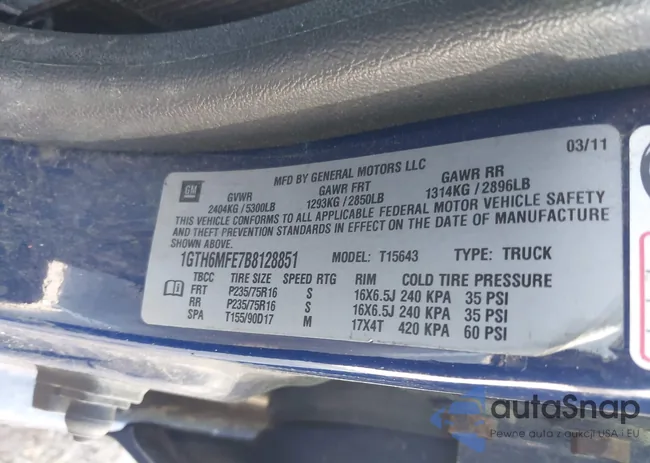 03/11
MFD BY GENERAL MOTORS LLC
GM
GVWR GAWR FRT GAWR RR
2404KG / 5300LB 1293KG / 2850LB 1314KG / 2896LB
THIS VEHICLE CONFORMS TO ALL APPLICABLE FEDERAL MOTOR VEHICLE SAFETY
AND THEFT PREVENTION STANDARDS IN EFFECT ON THE DATE OF MANUFACTURE
SHOWN ABOVE
1GTH6MFE7B8128851 MODEL: T15643 TYPE: TRUCK
TBCC TIRE SIZE SPEED RTG RIM COLD TIRE PRESSURE
FRT P235/75R16 S 16X6.5J 240 KPA 35 PSI
RR P235/75R16 S 16X6.5J 240 KPA 35 PSI
SPA T155/90D17 M 17X4T 420 KPA 60 PSI
autaSnap
Pewne auta z aukcji USA i EU